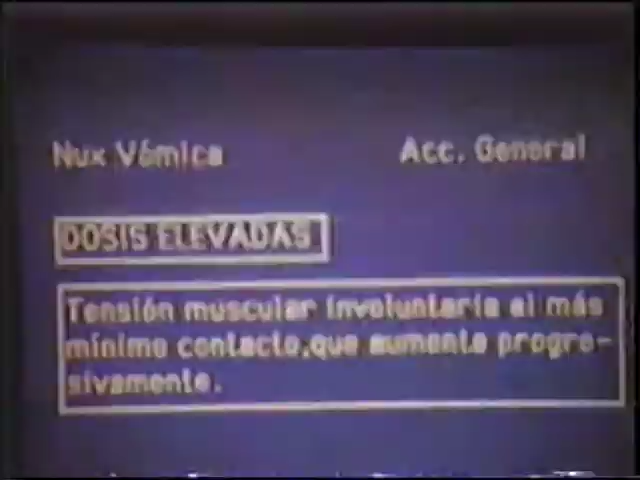 Nux Vómica
Acc. General
DOSIS ELEVADAS
Tensión muscular involuntaria al más
mínimo contacto,que aumenta progre-
sivamente.